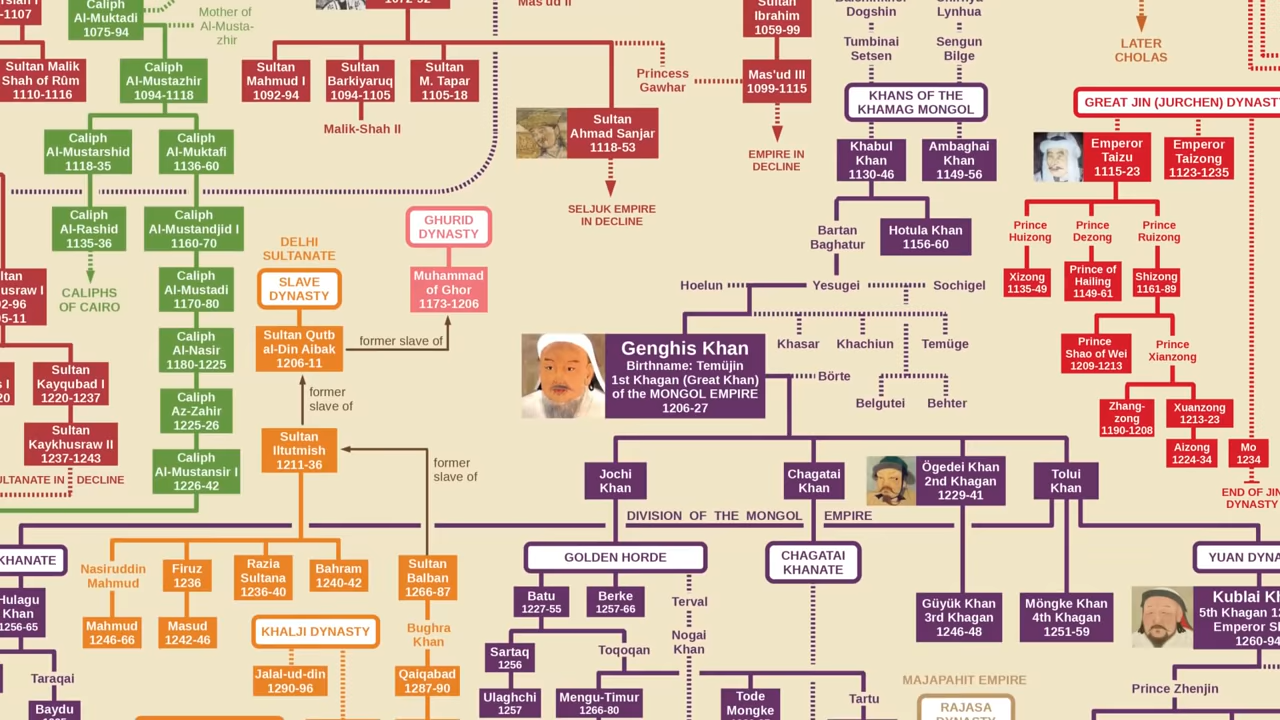 1072-92
Mas'ud II
-1107
Al-Muktadi
1075-94
Mother of
Al-Musta-
zhir
Sultan
Ibrahim
1059-99
Dogshin
Lynhua
Tumbinai
Setsen
Sengun
Bilge
LATER
CHOLAS
Sultan Malik
Shah of Rûm
1110-1116
Caliph
Al-Mustazhir
1094-1118
Sultan
Mahmud I
1092-94
Sultan
Barkiyaruq
1094-1105
Sultan
M. Tapar
1105-18
Malik-Shah II
Princess
Gawhar
Mas'ud III
1099-1115
EMPIRE IN
DECLINE
Sultan
Ahmad Sanjar
1118-53
SELJUK EMPIRE
IN DECLINE
KHANS OF THE
KHAMAG MONGOL
GREAT JIN (JURCHEN) DYNASTY
Khabul
Khan
1130-46
Ambaghai
Khan
1149-56
Emperor
Taizu
1115-23
Emperor
Taizong
1123-1235
Caliph
Al-Mustarshid
1118-35
Caliph
Al-Muktafi
1136-60
Caliph
Al-Rashid
1135-36
Caliph
Al-Mustandjid I
1160-70
CALIPHS
OF CAIRO
Caliph
Al-Mustadi
1170-80
Caliph
Al-Nasir
1180-1225
Caliph
Az-Zahir
1225-26
Caliph
Al-Mustansir I
1226-42
DELHI
SULTANATE
SLAVE
DYNASTY
Sultan Qutb
al-Din Aibak
1206-11
GHURID
DYNASTY
Muhammad
of Ghor
1173-1206
former slave of
former
slave of
Sultan
Iltutmish
1211-36
former
slave of
Bartan
Baghatur
Hotula Khan
1156-60
Hoelun
Yesugei
Sochigel
Prince
Huizong
Prince
Dezong
Prince
Ruizong
Xizong
1135-49
Prince of
Hailing
1149-61
Shizong
1161-89
Genghis Khan
Birthname: Temüjin
1st Khagan (Great Khan)
of the MONGOL EMPIRE
1206-27
Khasar
Khachiun
Temüge
Börte
Belgutei
Behter
Prince
Shao of Wei
1209-1213
Prince
Xianzong
Zhang-
zong
1190-1208
Xuanzong
1213-23
Aizong
1224-34
Mo
1234
END OF JIN
DYNASTY
ltan
usraw I
02-96
05-11
s I
20
Sultan
Kayqubad I
1220-1237
Sultan
Kaykhusraw II
1237-1243
ULTANATE IN DECLINE
Jochi
Khan
Chagatai
Khan
Ögedei Khan
2nd Khagan
1229-41
Tolui
Khan
DIVISION OF THE MONGOL EMPIRE
KHANATE
Hulagu
Khan
1256-65
Taraqai
Baydu
Nasiruddin
Mahmud
Mahmud
1246-66
Firuz
1236
Masud
1242-46
Razia
Sultana
1236-40
Bahram
1240-42
KHALJI DYNASTY
Jalal-ud-din
1290-96
Sultan
Balban
1266-87
Bughra
Khan
Qaiqabad
1287-90
GOLDEN HORDE
Batu
1227-55
Berke
1257-66
Terval
Nogai
Khan
Sartaq
1256
Toqoqan
Ulaghchi
1257
Mengu-Timur
1266-80
Tode
Mongke
Tartu
CHAGATAI
KHANATE
Güyük Khan
3rd Khagan
1246-48
Möngke Khan
4th Khagan
1251-59
MAJAPAHIT EMPIRE
RAJASA
DYNASTY
YUAN DYNA
Kublai Kh
5th Khagan 12
Emperor Sh
1260-94
Prince Zhenjin